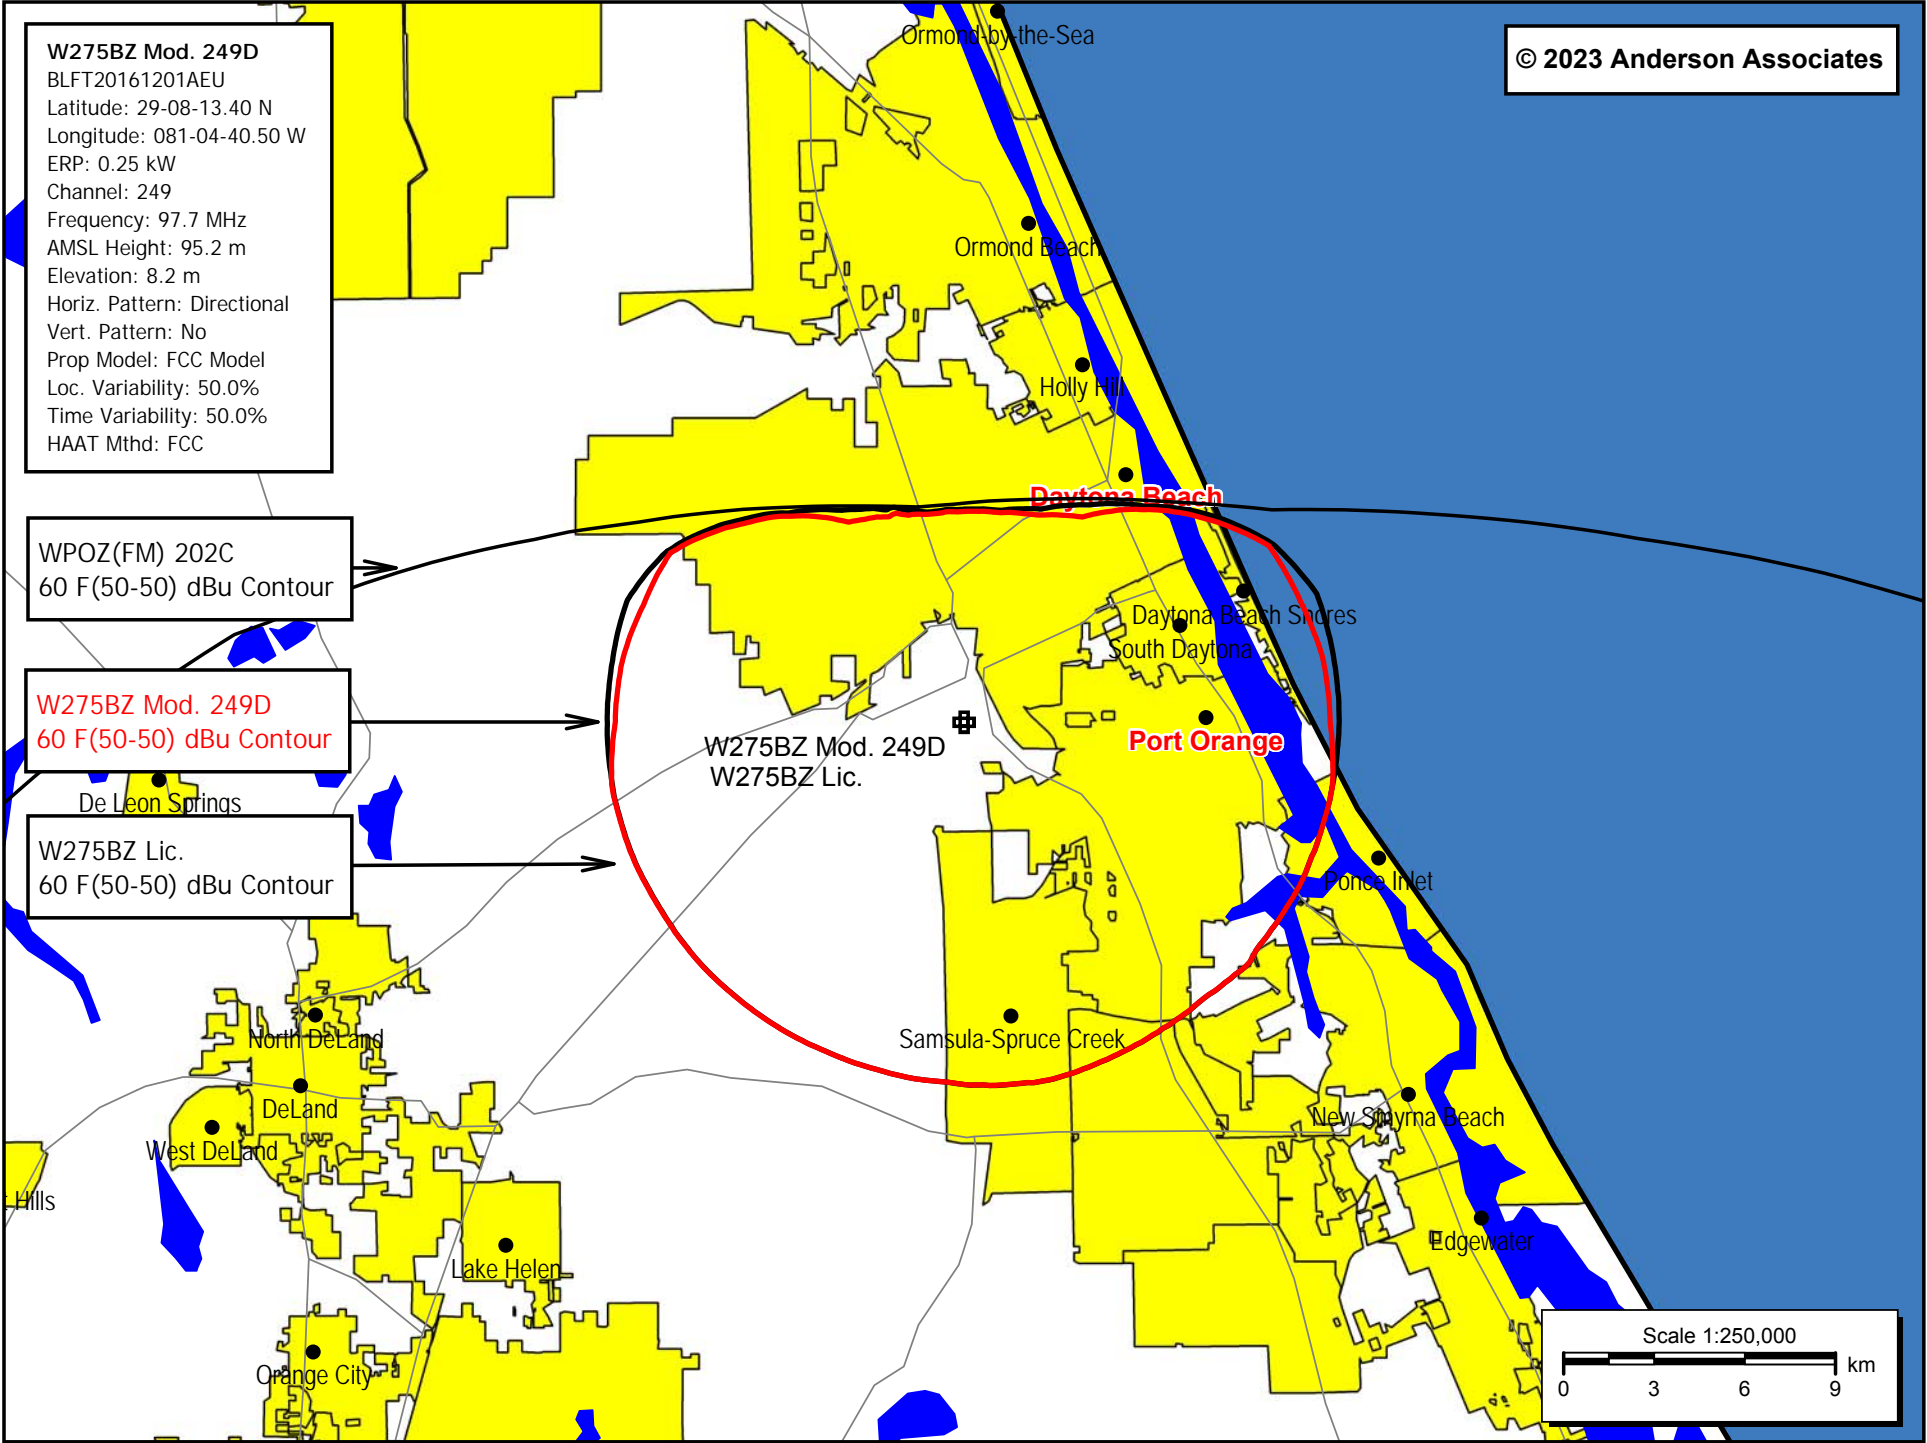 W275BZ Mod. 249D
BLFT20161201AEU
Latitude: 29-08-13.40 N
Longitude: 081-04-40.50 W
ERP: 0.25 kW
Channel: 249
Frequency: 97.7 MHz
AMSL Height: 95.2 m
Elevation: 8.2 m
Horiz. Pattern: Directional
Vert. Pattern: No
Prop Model: FCC Model
Loc. Variability: 50.0%
Time Variability: 50.0%
HAAT Mthd: FCC
© 2023 Anderson Associates
Ormond-by-the-Sea
Ormond Beach
Holly Hill
Daytona Beach
WPOZ(FM) 202C
60 F(50-50) dBu Contour
Daytona Beach Shores
South Daytona
W275BZ Mod. 249D
60 F(50-50) dBu Contour
Port Orange
W275BZ Mod. 249D
W275BZ Lic.
De Leon Springs
W275BZ Lic.
60 F(50-50) dBu Contour
Ponce Inlet
North DeLand
Samsula-Spruce Creek
DeLand
New Smyrna Beach
West DeLand
Hills
Edgewater
Lake Helen
Orange City
Scale 1:250,000
km
0 3 6 9